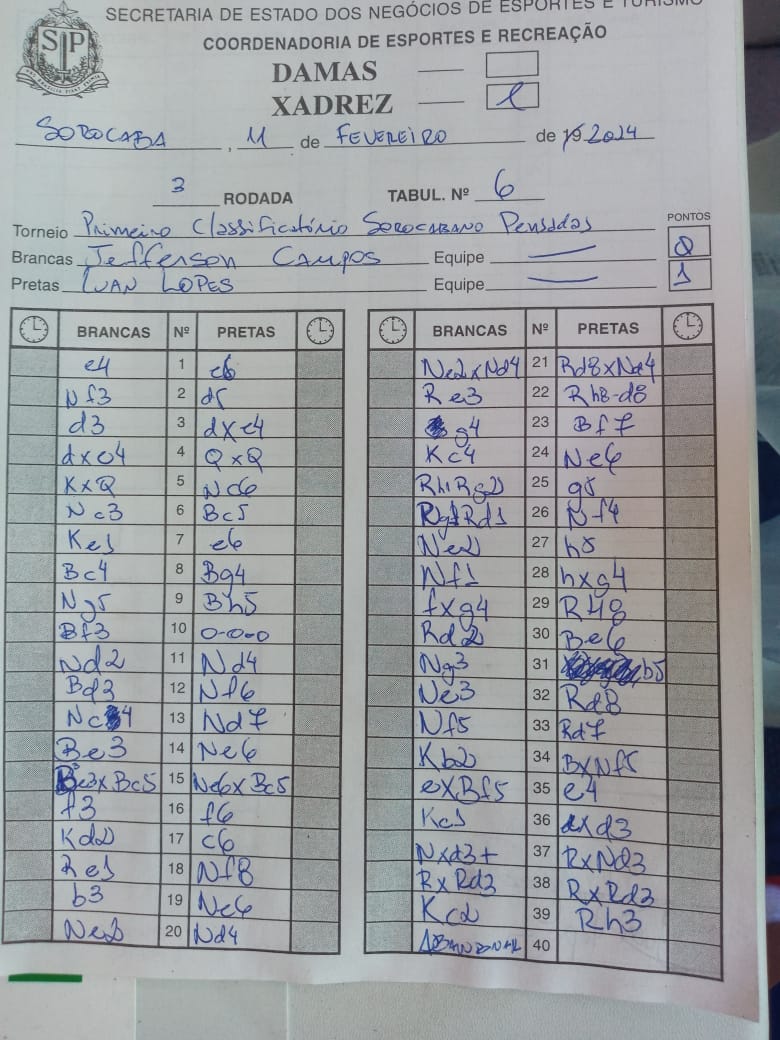 SECRETARIA DE ESTADO DOS NEGÓCIOS DE ESPORTES E TURISMO
COORDENADORIA DE ESPORTES E RECREAÇÃO
SP
DAMAS
XADREZ
SOROCABA, 11 de FEVEREIRO de 19 2024
3 RODADA TABUL. Nº 6
PONTOS
Torneio Primeiro Classificatório SOROCABANO Pensadas
Brancas Jefferson CAMPOS Equipe — 0
Pretas IVAN LOPES Equipe — 1
BRANCAS Nº PRETAS
e4 1 e6
Nf3 2 d5
d3 3 dxe4
dxe4 4 QxQ
KxQ 5 Nc6
Nc3 6 Bc5
Ke1 7 e6
Bc4 8 Bg4
Ng5 9 Bh5
Bf3 10 0-0-0
Nd2 11 Nd4
Bd3 12 Nf6
Nc4 13 Nd7
Be3 14 Ne6
Be3xBc5 15 Ne6xBc5
f3 16 f6
Kd2 17 c6
Re1 18 Nf8
b3 19 Ne6
Ne2 20 Nd4
BRANCAS Nº PRETAS
Ne2xNd4 21 Rd8xNd4
Re3 22 Rh8-d8
g4 23 Bf7
Kc4 24 Ne6
25 g5
Rd1 26 Nf4
Ne2 27 h5
Nf1 28 hxg4
fxg4 29 RH8
Rd2 30 Be6
Ng3 31 b5
Ne3 32 Rd8
Nf5 33 Rd7
Kb2 34 BxNf5
exBf5 35 e4
Kc1 36 exd3
Nxd3+ 37 RxNd3
RxRd3 38 RxRd3
Kc2 39 Rh3
ABANDONAR 40